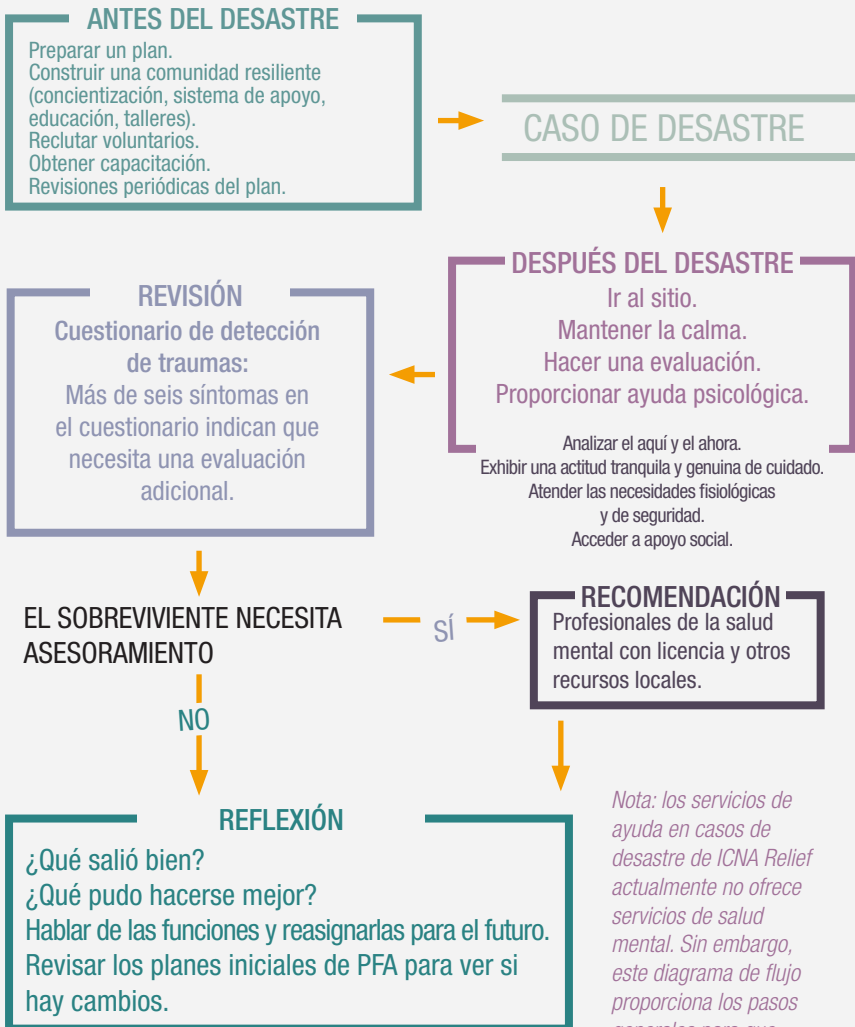 ANTES DEL DESASTRE
Preparar un plan.
Construir una comunidad resiliente
(concientización, sistema de apoyo,
educación, talleres).
Reclutar voluntarios.
Obtener capacitación.
Revisiones periódicas del plan.
CASO DE DESASTRE
DESPUÉS DEL DESASTRE
Ir al sitio.
Mantener la calma.
Hacer una evaluación.
Proporcionar ayuda psicológica.
Analizar el aquí y el ahora.
Exhibir una actitud tranquila y genuina de cuidado.
Atender las necesidades fisiológicas
y de seguridad.
Acceder a apoyo social.
REVISIÓN
Cuestionario de detección
de traumas:
Más de seis síntomas en
el cuestionario indican que
necesita una evaluación
adicional.
EL SOBREVIVIENTE NECESITA
ASESORAMIENTO
SÍ
RECOMENDACIÓN
Profesionales de la salud
mental con licencia y otros
recursos locales.
NO
REFLEXIÓN
¿Qué salió bien?
¿Qué pudo hacerse mejor?
Hablar de las funciones y reasignarlas para el futuro.
Revisar los planes iniciales de PFA para ver si
hay cambios.
Nota: los servicios de
ayuda en casos de
desastre de ICNA Relief
actualmente no ofrece
servicios de salud
mental. Sin embargo,
este diagrama de flujo
proporciona los pasos
generales para que